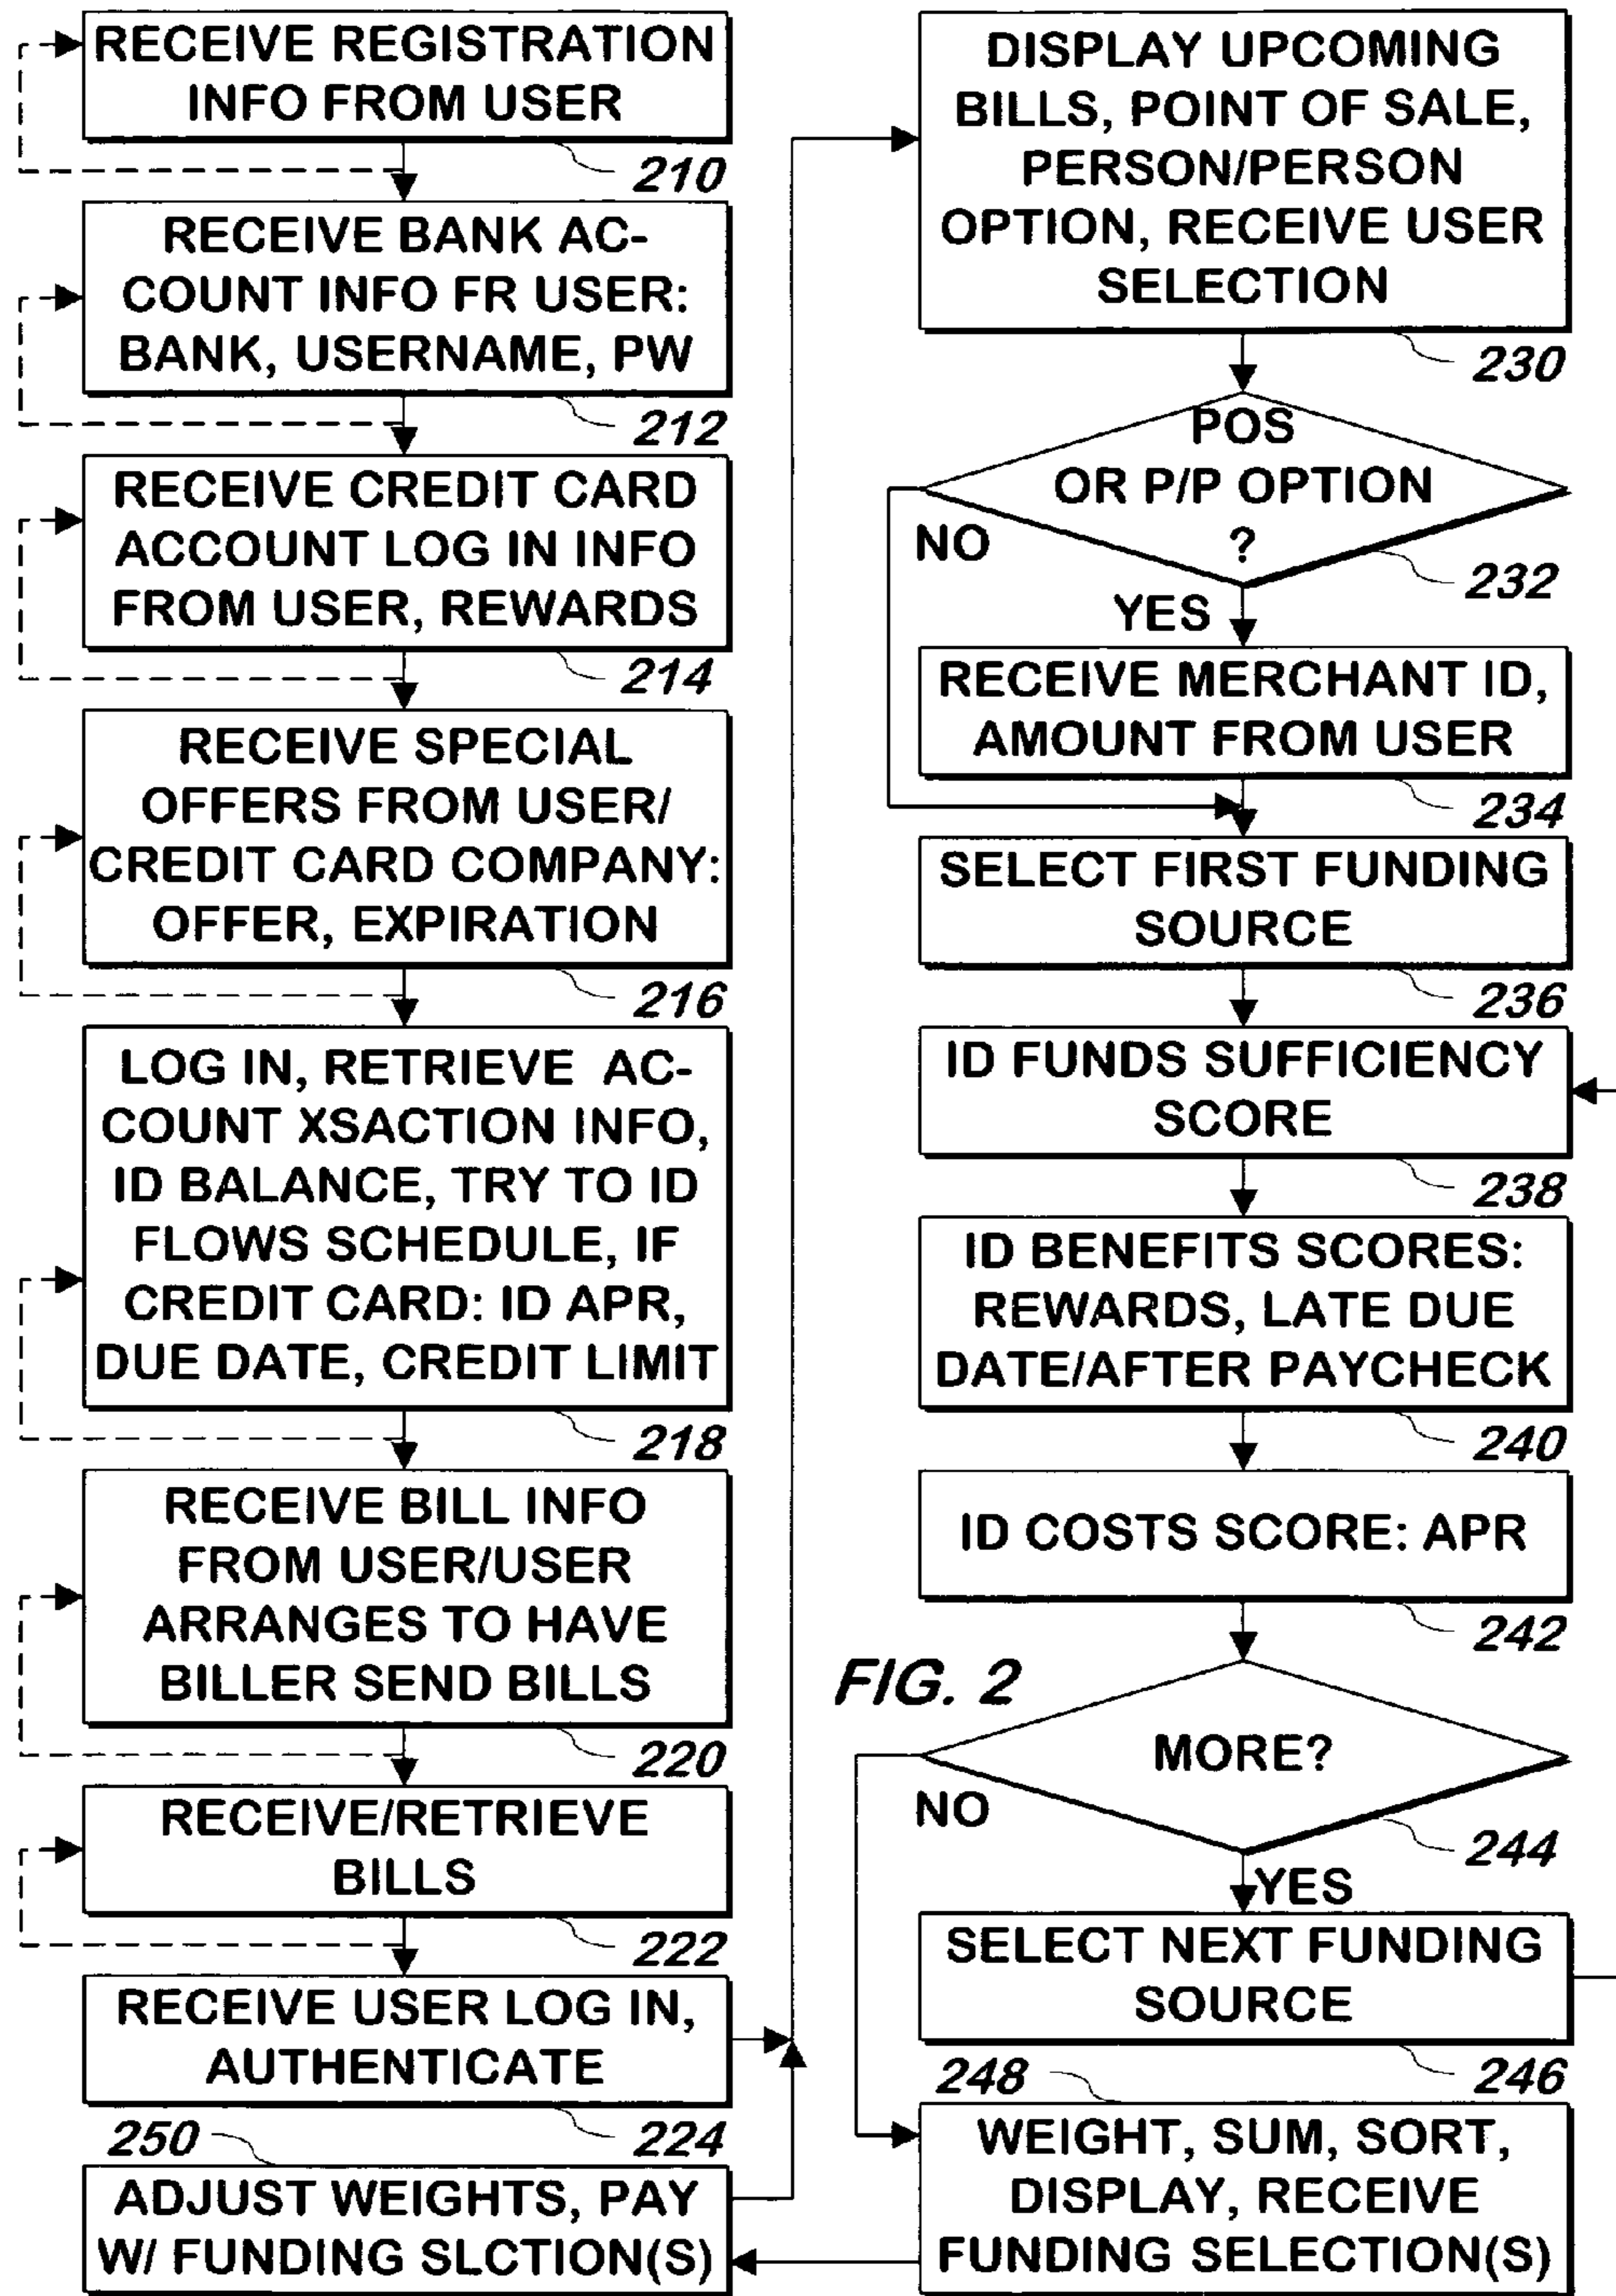 RECEIVE REGISTRATION
INFO FROM USER
210
RECEIVE BANK AC-
COUNT INFO FR USER:
BANK, USERNAME, PW
212
RECEIVE CREDIT CARD
ACCOUNT LOG IN INFO
FROM USER, REWARDS
214
RECEIVE SPECIAL
OFFERS FROM USER/
CREDIT CARD COMPANY:
OFFER, EXPIRATION
216
LOG IN, RETRIEVE AC-
COUNT XSACTION INFO,
ID BALANCE, TRY TO ID
FLOWS SCHEDULE, IF
CREDIT CARD: ID APR,
DUE DATE, CREDIT LIMIT
218
RECEIVE BILL INFO
FROM USER/USER
ARRANGES TO HAVE
BILLER SEND BILLS
220
RECEIVE/RETRIEVE
BILLS
222
RECEIVE USER LOG IN,
AUTHENTICATE
224
250
ADJUST WEIGHTS, PAY
W/ FUNDING SLCTION(S)
DISPLAY UPCOMING
BILLS, POINT OF SALE,
PERSON/PERSON
OPTION, RECEIVE USER
SELECTION
230
POS
OR P/P OPTION
?
NO
232
YES
RECEIVE MERCHANT ID,
AMOUNT FROM USER
234
SELECT FIRST FUNDING
SOURCE
236
ID FUNDS SUFFICIENCY
SCORE
238
ID BENEFITS SCORES:
REWARDS, LATE DUE
DATE/AFTER PAYCHECK
240
ID COSTS SCORE: APR
242
FIG. 2
MORE?
NO
244
YES
SELECT NEXT FUNDING
SOURCE
246
248
WEIGHT, SUM, SORT,
DISPLAY, RECEIVE
FUNDING SELECTION(S)